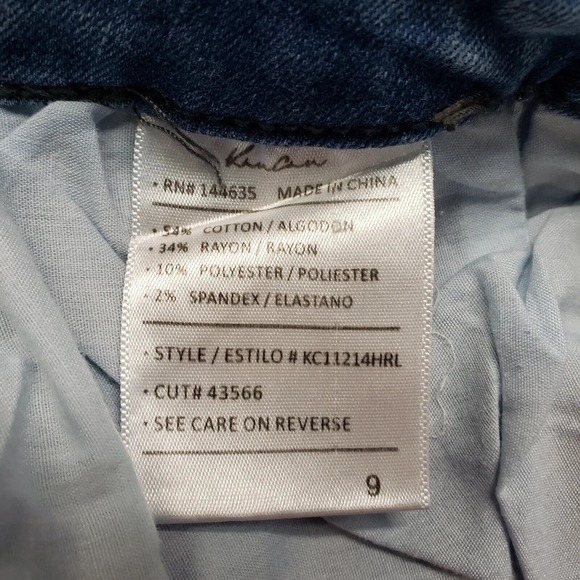 KanCan
• RN# 144635 MADE IN CHINA
• 54% COTTON / ALGODON
• 34% RAYON / RAYON
• 10% POLYESTER / POLIESTER
• 2% SPANDEX / ELASTANO
• STYLE / ESTILO # KC11214HRL
• CUT# 43566
• SEE CARE ON REVERSE
9